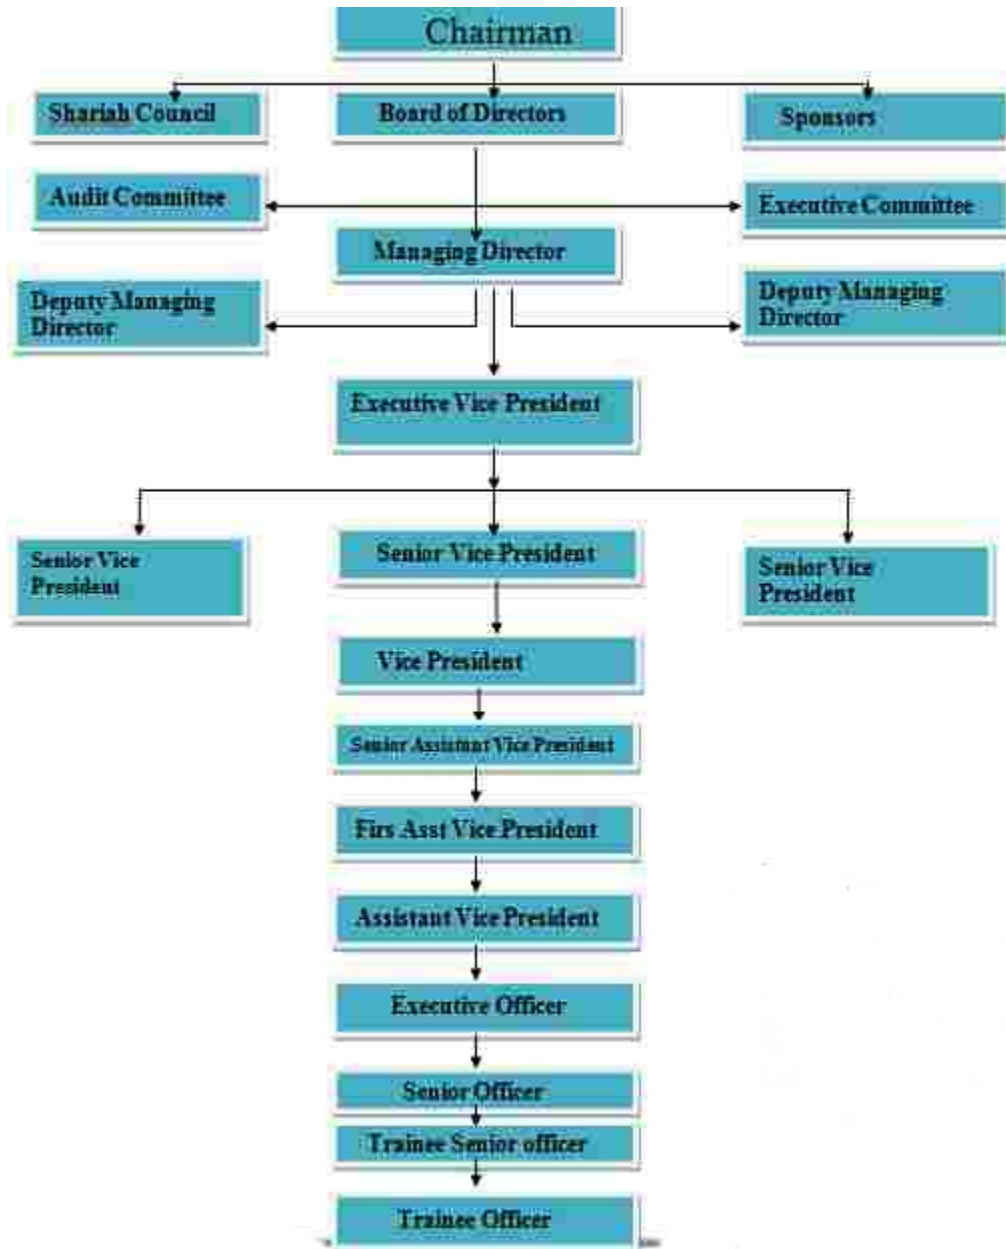 Chairman
Shariah Council
Board of Directors
Sponsors
Audit Committee
Executive Committee
Managing Director
Deputy Managing
Director
Deputy Managing
Director
Executive Vice President
Senior Vice
President
Senior Vice President
Senior Vice
President
Vice President
Senior Assistant Vice President
Firs Asst Vice President
Assistant Vice President
Executive Officer
Senior Officer
Trainee Senior officer
Trainee Officer